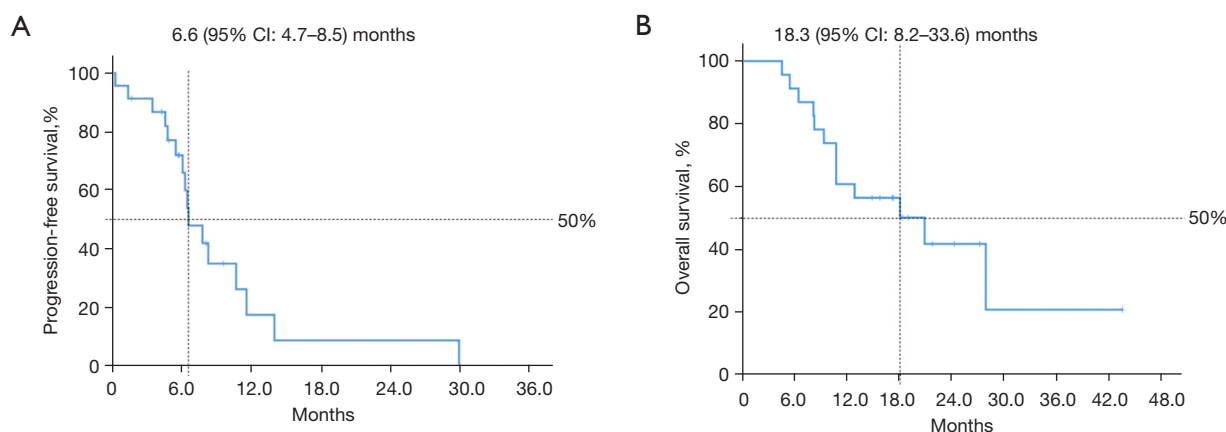 A
6.6 (95% CI: 4.7–8.5) months
Progression-free survival,%
100
80
60
40
20
0
50%
0 6.0 12.0 18.0 24.0 30.0 36.0
Months
B
18.3 (95% CI: 8.2–33.6) months
Overall survival, %
100
80
60
40
20
0
50%
0 6.0 12.0 18.0 24.0 30.0 36.0 42.0 48.0
Months